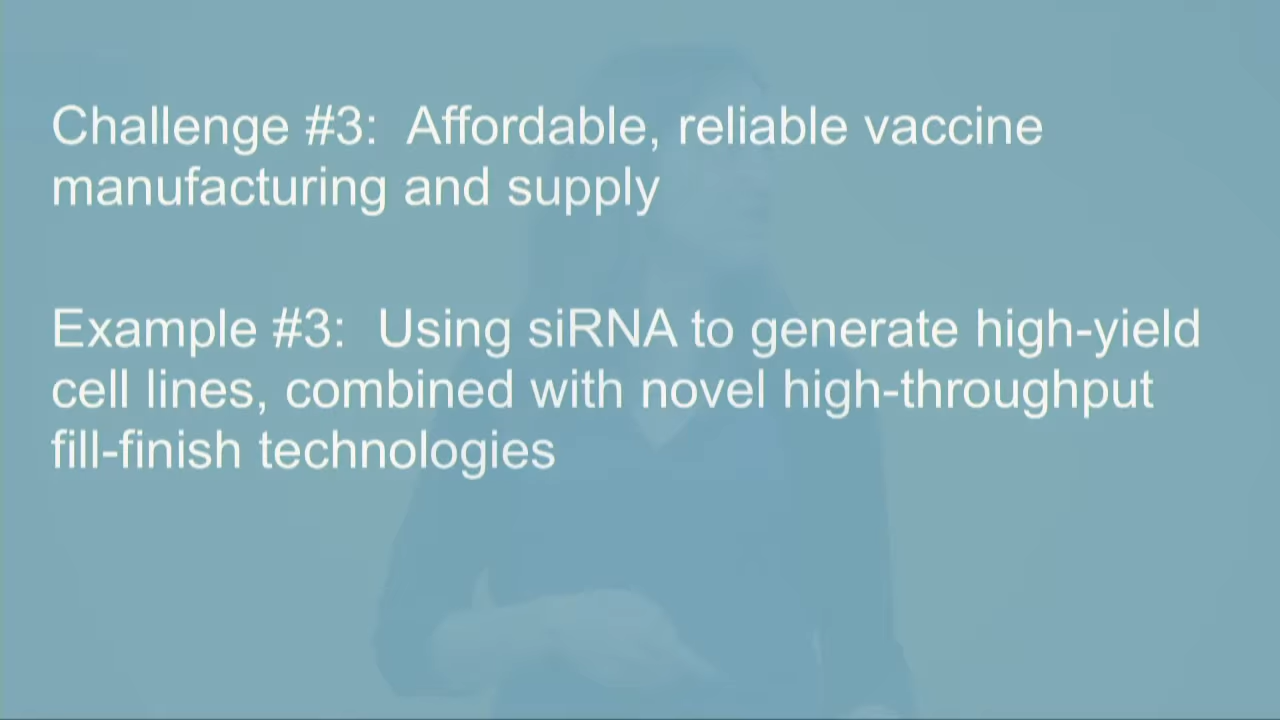 Challenge #3:  Affordable, reliable vaccine
manufacturing and supply
Example #3:  Using siRNA to generate high-yield
cell lines, combined with novel high-throughput
fill-finish technologies